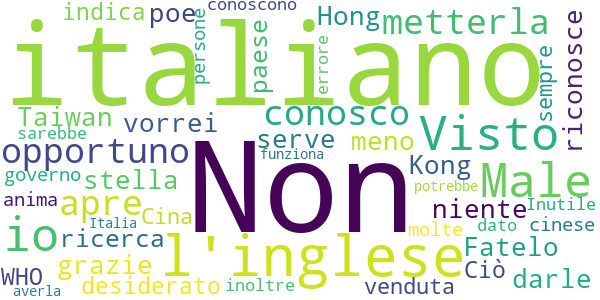 indica poe conoscono Hong metterla
italiano
persone paese errore sempre riconosce
Taiwan vorrei conosco Visto
sarebbe serve meno
opportuno Non funziona Kong Male
governo stella potrebbe
anima apre Cina niente Inutile
Italia l'inglese molte dato cinese
io ricerca Fatelo
grazie Ciò darle
WHO desiderato inoltre venduta
averla